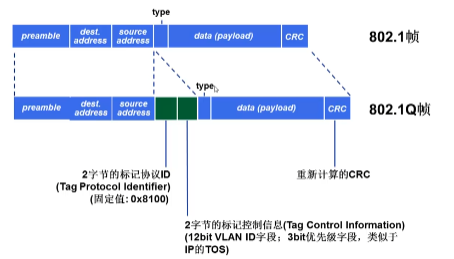 type
preamble dest. address source address data (payload) CRC 802.1帧
type
preamble dest. address source address data (payload) CRC 802.1Q帧
2字节的标记协议ID
(Tag Protocol Identifier)
(固定值: 0x8100)
重新计算的CRC
2字节的标记控制信息(Tag Control Information)
(12bit VLAN ID字段；3bit优先级字段，类似于
IP的TOS)